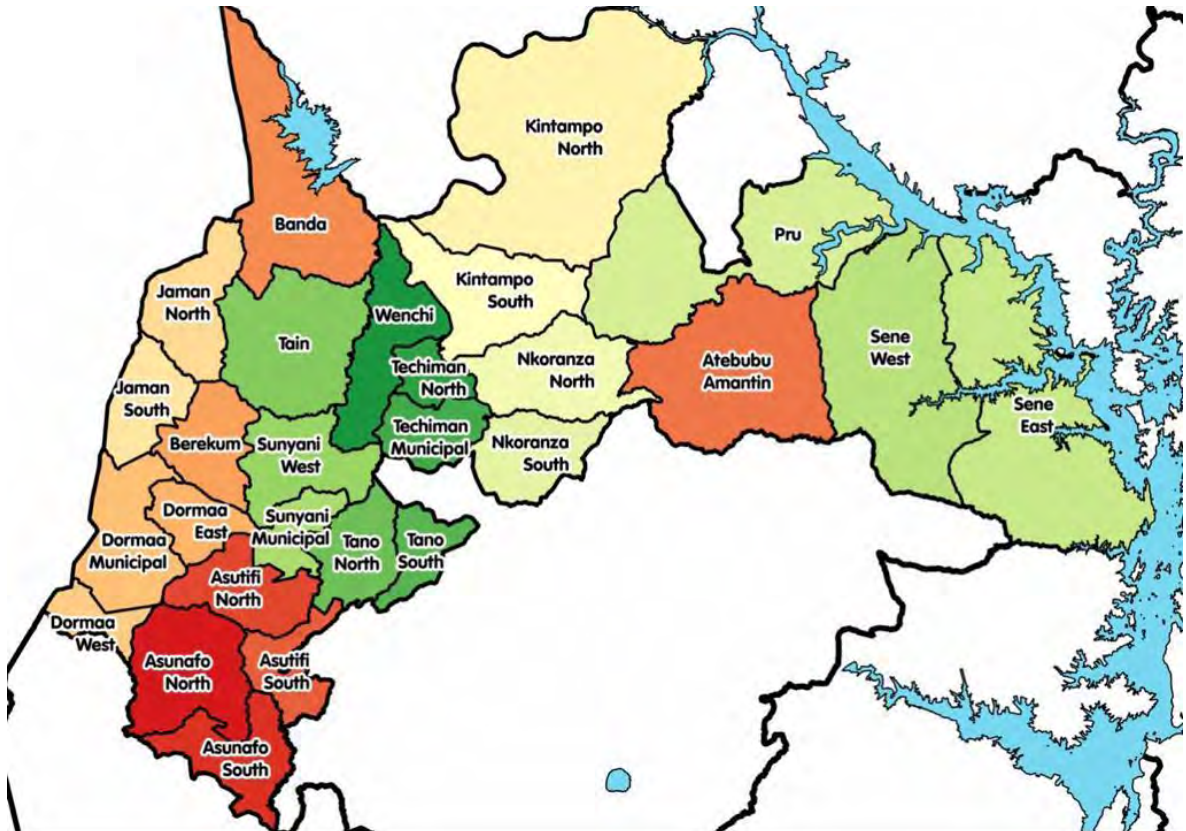 Kintampo
North
Banda
Pru
Jaman
North
Kintampo
South
Wenchi
Tain
Sene
West
Techiman
North
Nkoranza
North
Atebubu
Amantin
Jaman
South
Sene
East
Techiman
Municipal
Berekum
Sunyani
West
Nkoranza
South
Dormaa
East
Sunyani
Municipal
Dormaa
Municipal
Tano
North
Tano
South
Asutifi
North
Dormaa
West
Asunafo
North
Asutifi
South
Asunafo
South